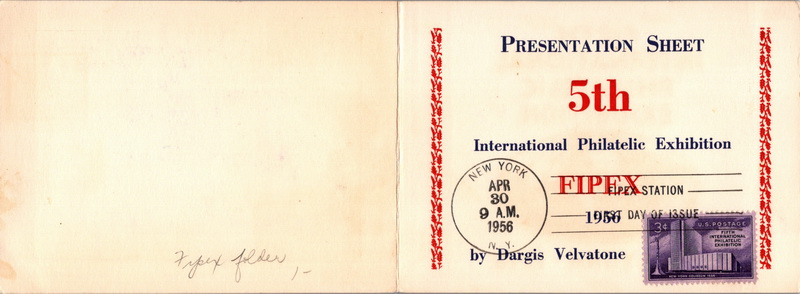 Fipex folder 1-
PRESENTATION SHEET
5th
International Philatelic Exhibition
NEW YORK
APR
30
9 A.M.
1956
N. Y.
FIPEX
FIPEX STATION
1956
FIRST DAY OF ISSUE
3¢ U.S. POSTAGE
FIFTH
INTERNATIONAL
PHILATELIC
EXHIBITION
NEW YORK COLISEUM 1956
by Dargis Velvatone